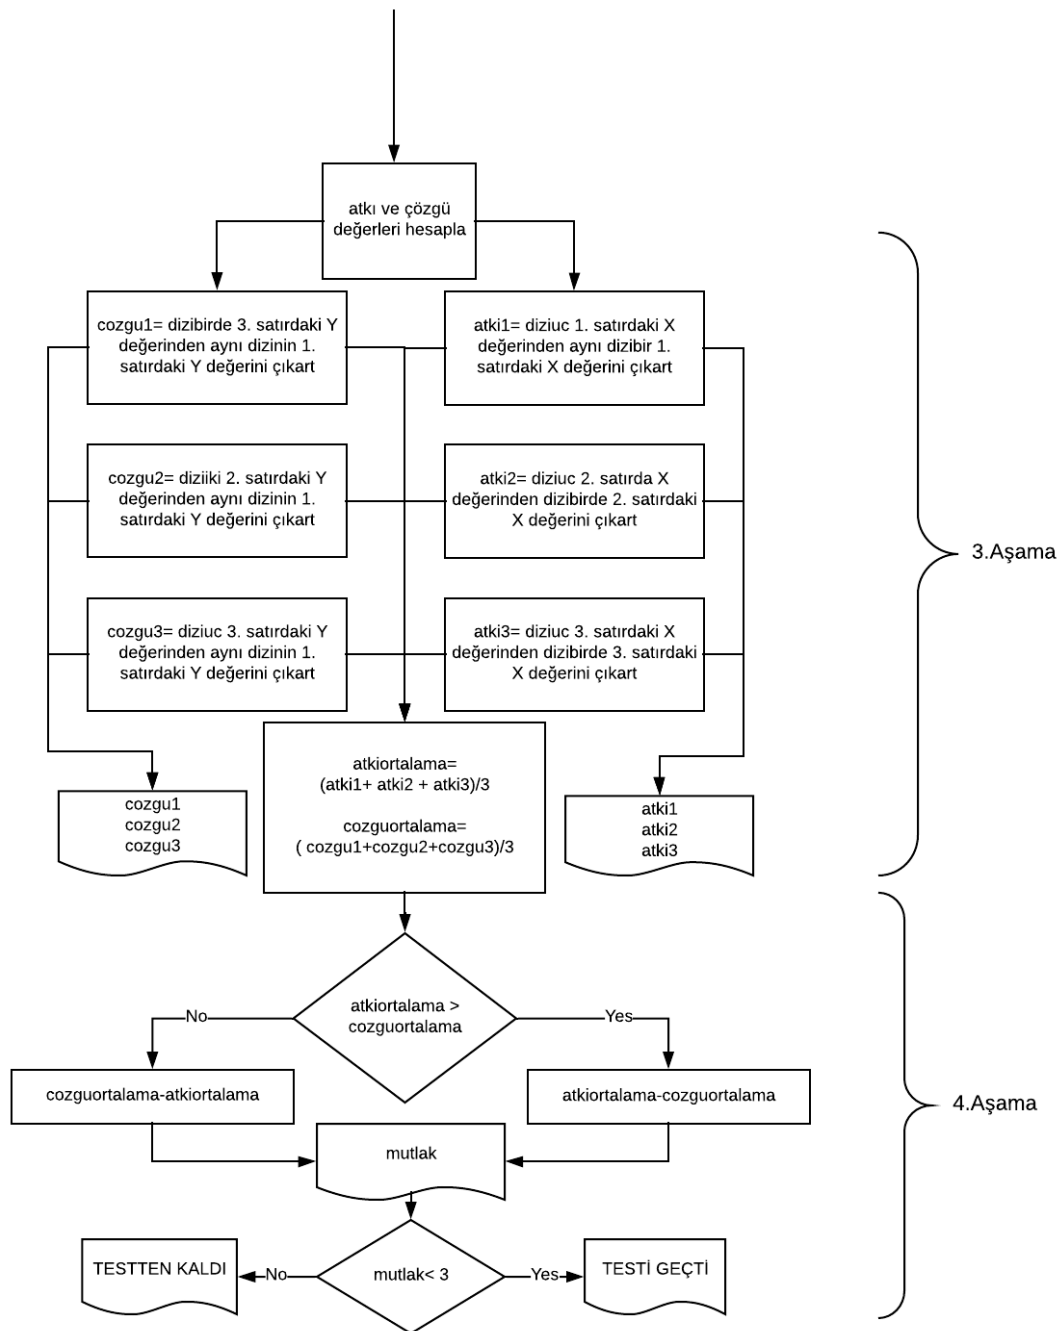 atkı ve çözgü
değerleri hesapla
cozgu1= dizibirde 3. satırdaki Y
değerinden aynı dizinin 1.
satırdaki Y değerini çıkart
atki1= diziuc 1. satırdaki X
değerinden aynı dizibir 1.
satırdaki X değerini çıkart
cozgu2= diziiki 2. satırdaki Y
değerinden aynı dizinin 1.
satırdaki Y değerini çıkart
atki2= diziuc 2. satırda X
değerinden dizibirde 2. satırdaki
X değerini çıkart
3.Aşama
cozgu3= diziuc 3. satırdaki Y
değerinden aynı dizinin 1.
satırdaki Y değerini çıkart
atki3= diziuc 3. satırdaki X
değerinden dizibirde 3. satırdaki
X değerini çıkart
atkiortalama=
(atki1+ atki2 + atki3)/3
cozguortalama=
( cozgu1+cozgu2+cozgu3)/3
cozgu1
cozgu2
cozgu3
atki1
atki2
atki3
atkiortalama >
cozguortalama
No
Yes
cozguortalama-atkiortalama
atkiortalama-cozguortalama
4.Aşama
mutlak
mutlak< 3
No
Yes
TESTTEN KALDI
TESTİ GEÇTİ